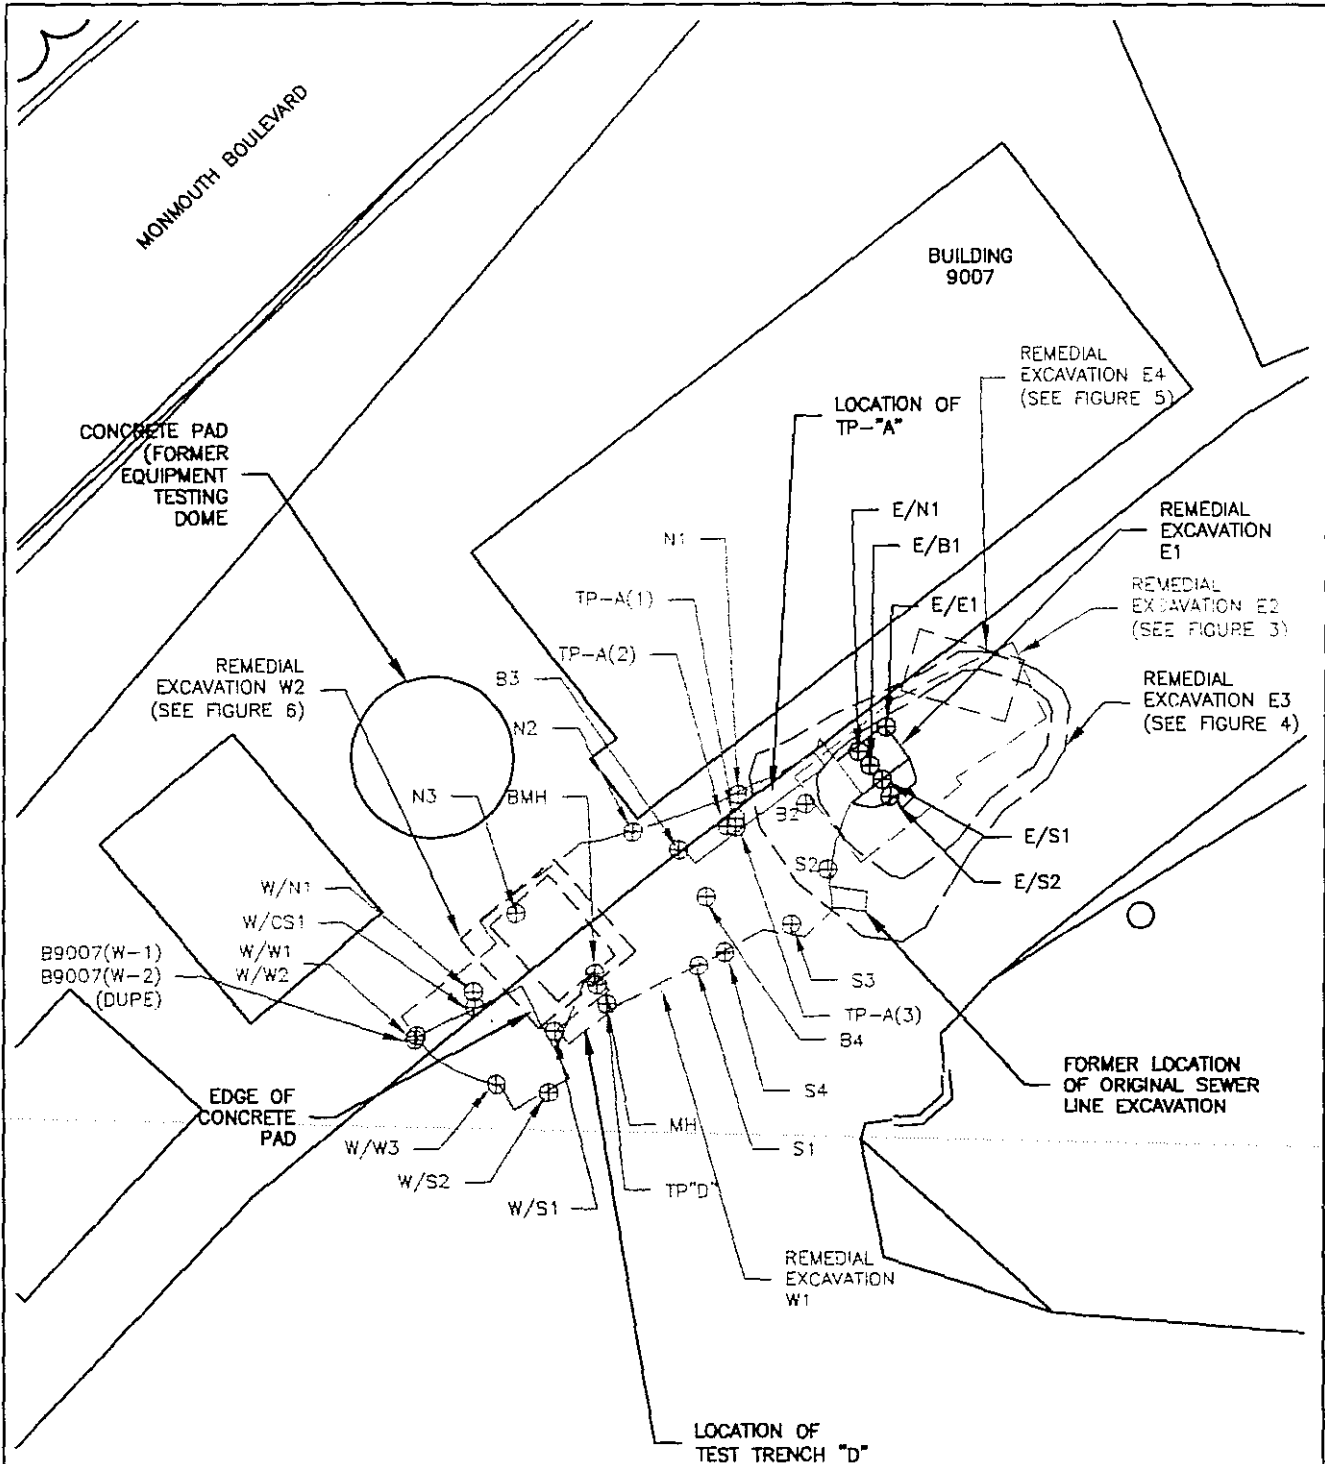 MONMOUTH BOULEVARD
BUILDING
9007
REMEDIAL
EXCAVATION E4
(SEE FIGURE 5)
LOCATION OF
TP-"A"
CONCRETE PAD
(FORMER
EQUIPMENT
TESTING
DOME
E/N1
REMEDIAL
EXCAVATION
E1
N1
E/B1
TP-A(1)
E/E1
REMEDIAL
EXCAVATION E2
(SEE FIGURE 3)
TP-A(2)
REMEDIAL
EXCAVATION W2
(SEE FIGURE 6)
B3
REMEDIAL
EXCAVATION E3
(SEE FIGURE 4)
N2
N3
BMH
B2
E/S1
S2
E/S2
W/N1
W/CS1
W/W1
W/W2
B9007(W-1)
B9007(W-2)
(DUPE)
S3
TP-A(3)
B4
FORMER LOCATION
OF ORIGINAL SEWER
LINE EXCAVATION
S4
EDGE OF
CONCRETE
PAD
MH
S1
W/W3
W/S2
TP"D"
W/S1
REMEDIAL
EXCAVATION
W1
LOCATION OF
TEST TRENCH "D"